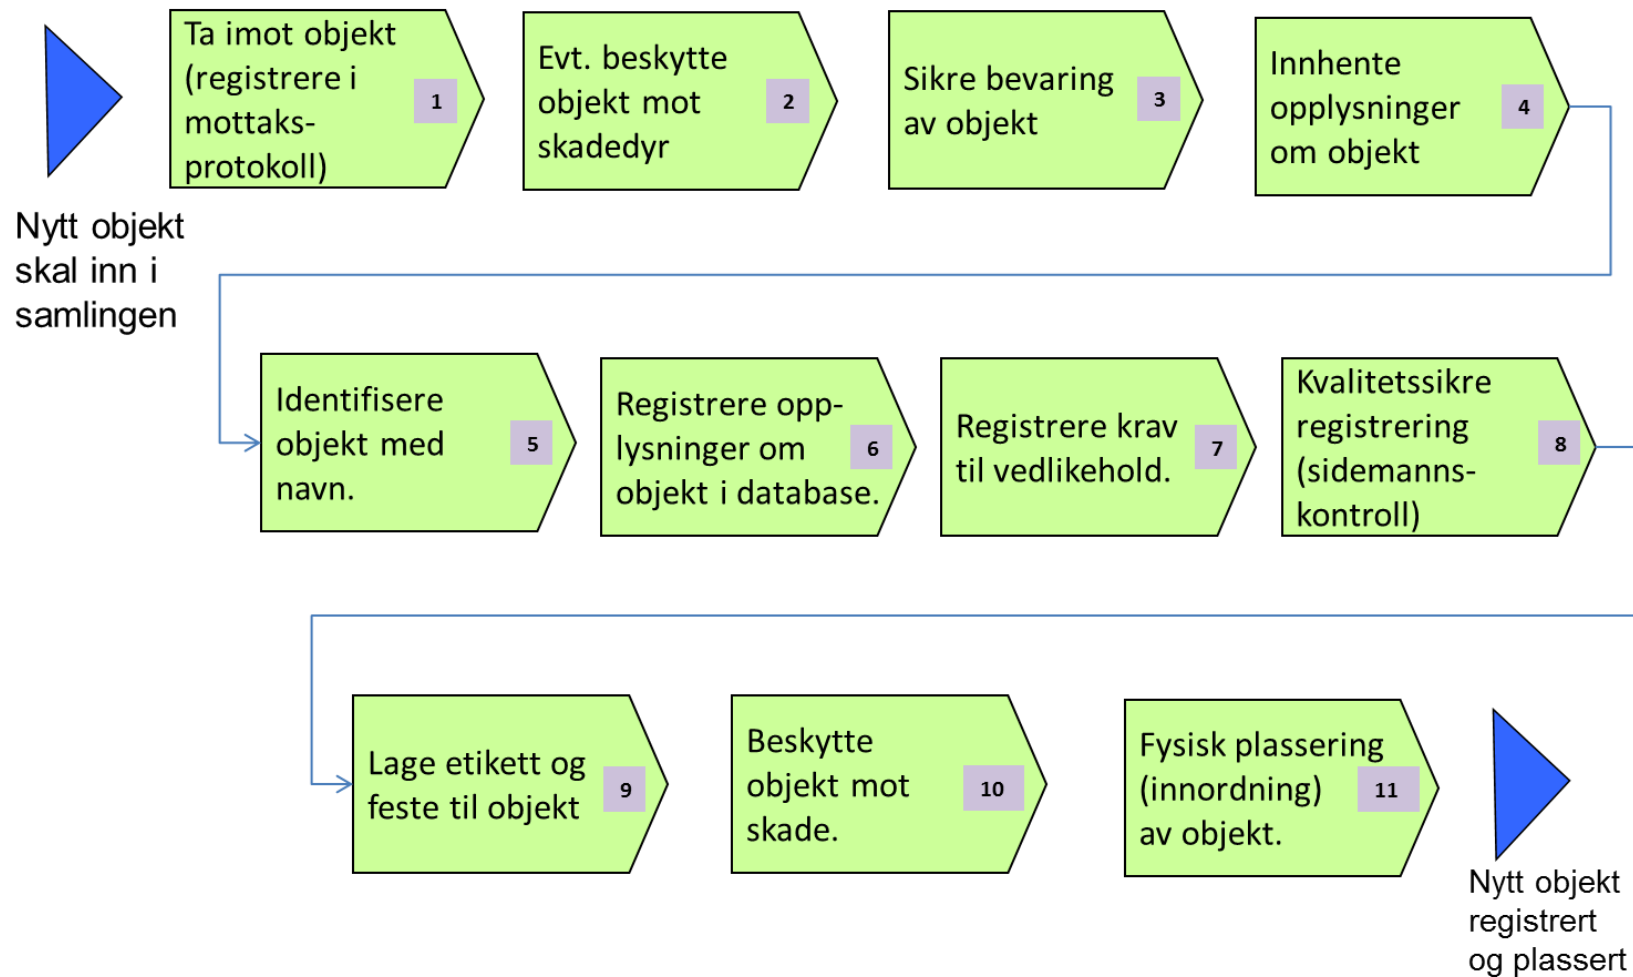 Ta imot objekt
(registrere i
mottaks-
protokoll)
1
Evt. beskytte
objekt mot
skadedyr
2
Sikre bevaring
av objekt
3
Innhente
opplysninger
om objekt
4
Nytt objekt
skal inn i
samlingen
Identifisere
objekt med
navn.
5
Registrere opp-
lysninger om
objekt i database.
6
Registrere krav
til vedlikehold.
7
Kvalitetssikre
registrering
(sidemanns-
kontroll)
8
Lage etikett og
feste til objekt
9
Beskytte
objekt mot
skade.
10
Fysisk plassering
(innordning)
av objekt.
11
Nytt objekt
registrert
og plassert